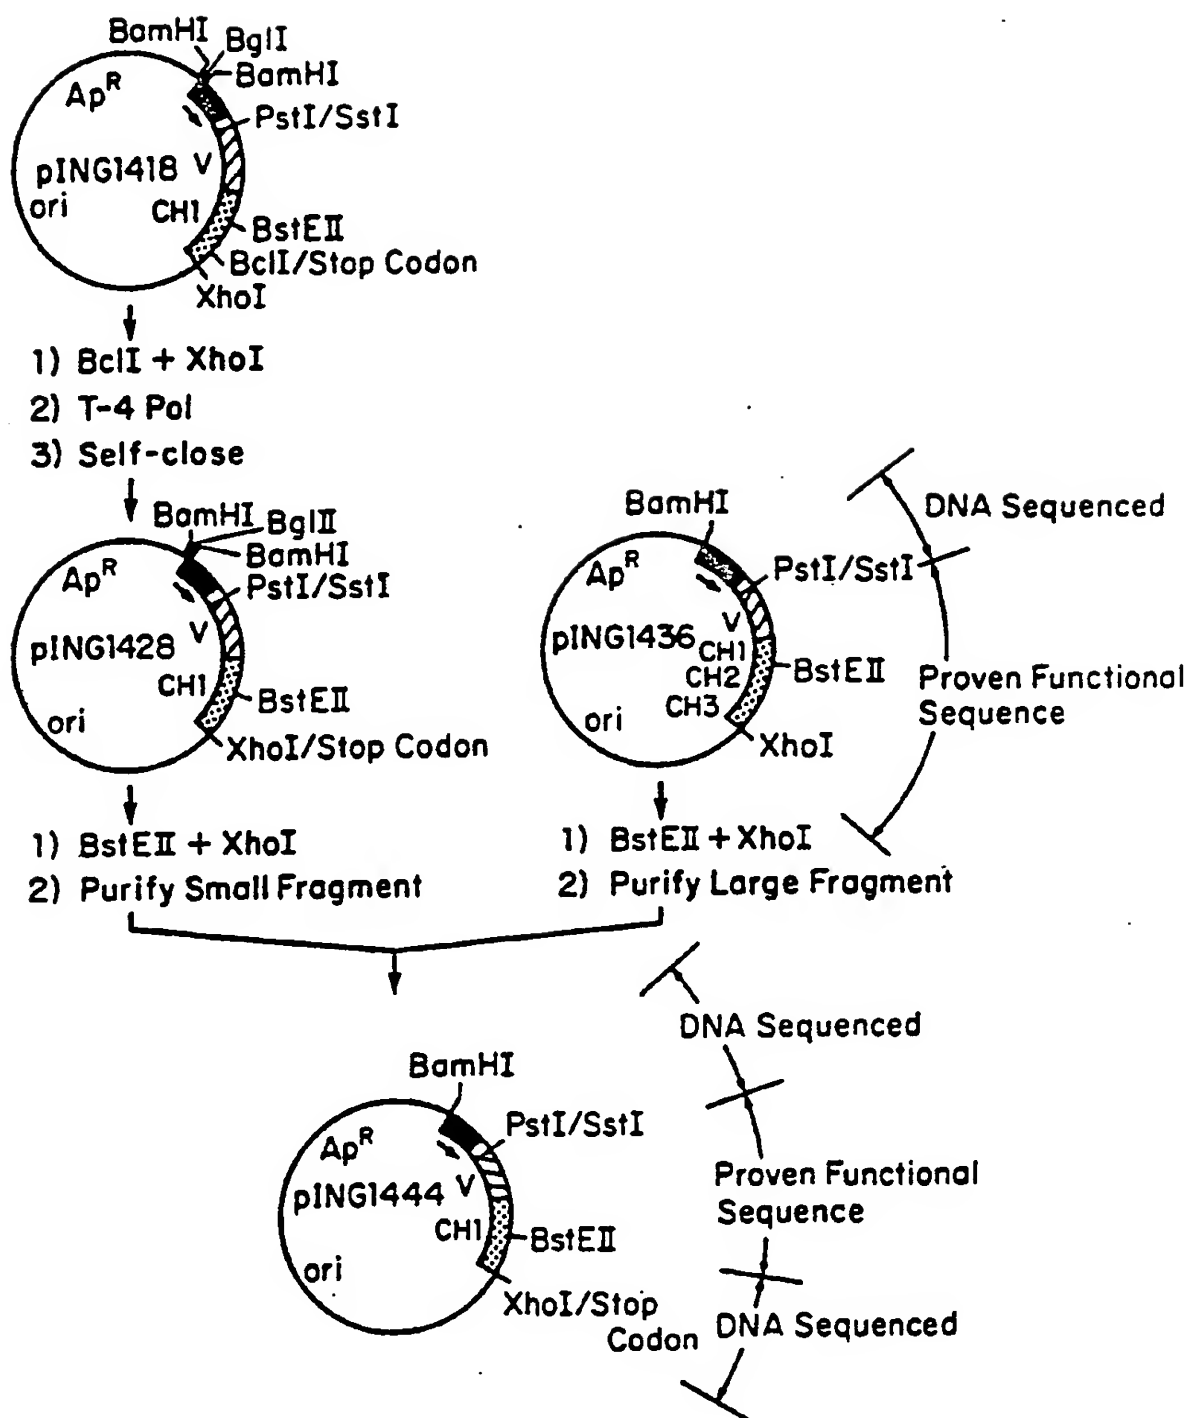 BamHI
BglI
BamHI
Ap^R
PstI/SstI
pING1418
V
ori
CH1
BstEII
BclI/Stop Codon
XhoI
1) BclI + XhoI
2) T-4 Pol
3) Self-close
BamHI
BglII
BamHI
Ap^R
PstI/SstI
pING1428
V
CH1
BstEII
ori
XhoI/Stop Codon
1) BstEII + XhoI
2) Purify Small Fragment
BamHI
Ap^R
PstI/SstI
V
pING1436
CH1
CH2
BstEII
CH3
ori
XhoI
DNA Sequenced
Proven Functional
Sequence
1) BstEII + XhoI
2) Purify Large Fragment
BamHI
Ap^R
PstI/SstI
pING1444
V
CH1
BstEII
ori
XhoI/Stop
Codon
DNA Sequenced
Proven Functional
Sequence
DNA Sequenced